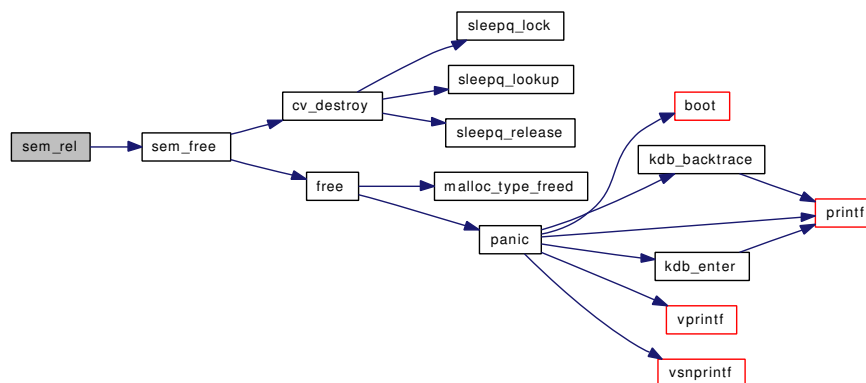 sem_rel
sem_free
cv_destroy
sleepq_lock
sleepq_lookup
sleepq_release
free
malloc_type_freed
panic
boot
kdb_backtrace
printf
kdb_enter
vprintf
vsnprintf